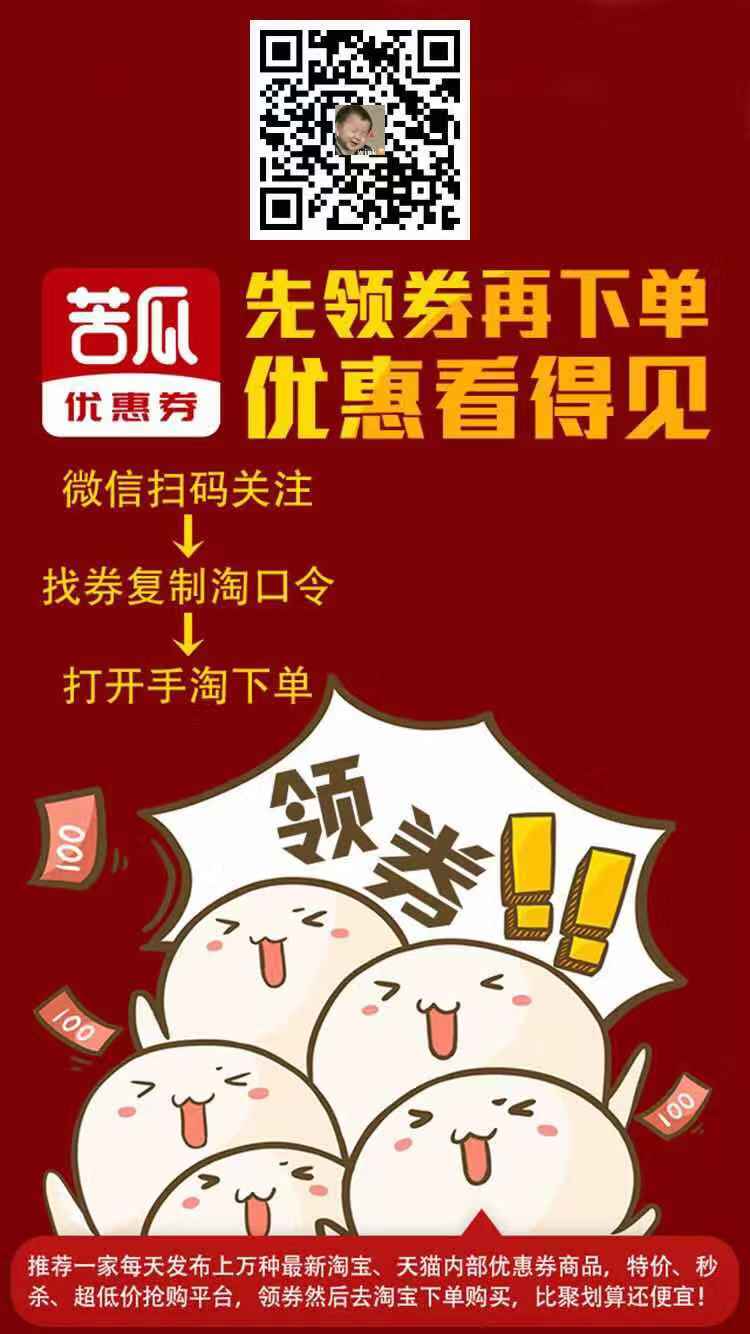 wink
苦瓜
优惠券
先领券再下单
优惠看得见
微信扫码关注
找券复制淘口令
打开手淘下单
领券!!
100
100
100
推荐一家每天发布上万种最新淘宝、天猫内部优惠券商品，特价、秒
杀、超低价抢购平台，领券然后去淘宝下单购买，比聚划算还便宜！